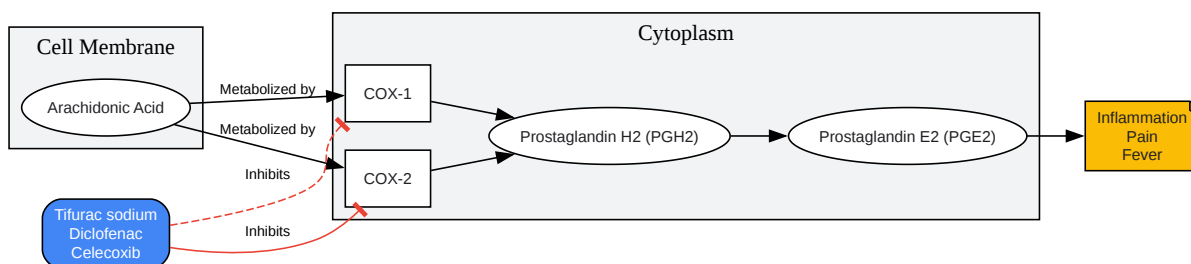 Cell Membrane
Arachidonic Acid
Metabolized by
Metabolized by
Inhibits
Inhibits
Tifurac sodium
Diclofenac
Celecoxib
Cytoplasm
COX-1
COX-2
Prostaglandin H2 (PGH2)
Prostaglandin E2 (PGE2)
Inflammation
Pain
Fever